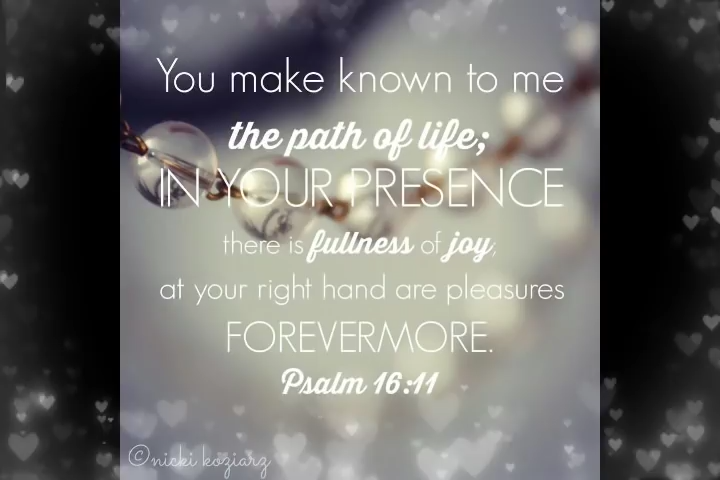 You make known to me
the path of life;
IN YOUR PRESENCE
there is fullness of joy;
at your right hand are pleasures
FOREVERMORE.
Psalm 16:11
©nicki koziarz